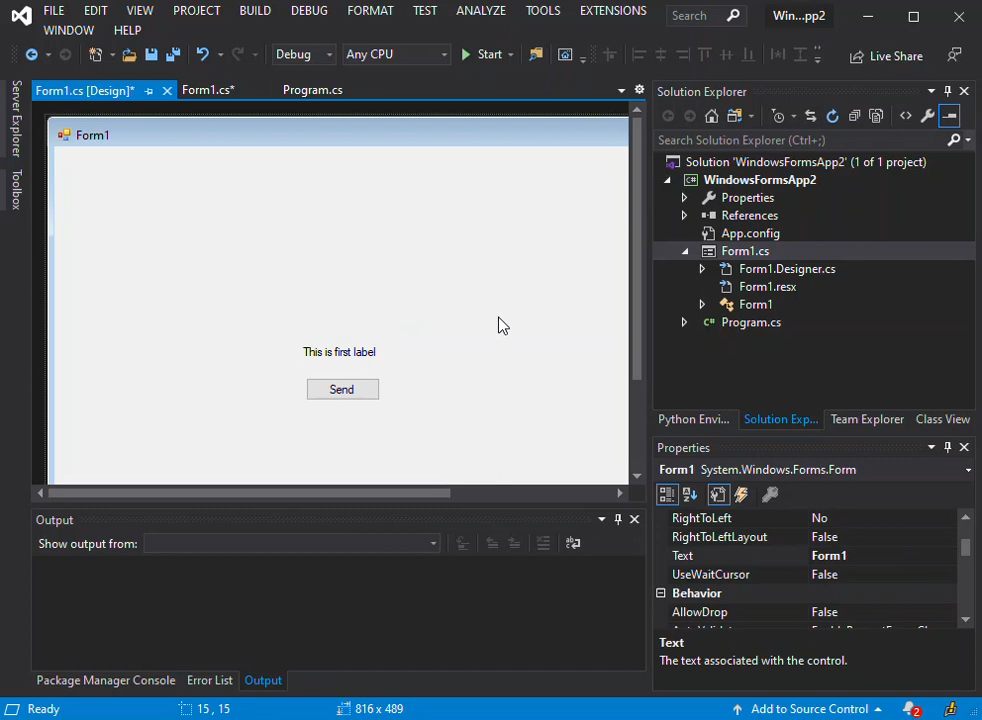 FILE EDIT VIEW PROJECT BUILD DEBUG FORMAT TEST ANALYZE TOOLS EXTENSIONS Search Win...pp2
WINDOW HELP
Debug Any CPU Start Live Share
Server Explorer
Toolbox
Form1.cs [Design]* Form1.cs* Program.cs
Form1
This is first label
Send
Solution Explorer
Search Solution Explorer (Ctrl+;)
Solution 'WindowsFormsApp2' (1 of 1 project)
C# WindowsFormsApp2
Properties
References
App.config
Form1.cs
Form1.Designer.cs
Form1.resx
Form1
C# Program.cs
Python Envi... Solution Exp... Team Explorer Class View
Properties
Form1 System.Windows.Forms.Form
RightToLeft No
RightToLeftLayout False
Text Form1
UseWaitCursor False
Behavior
AllowDrop False
Text
The text associated with the control.
Output
Show output from:
Package Manager Console Error List Output
Ready 15 , 15 816 x 489 Add to Source Control 2